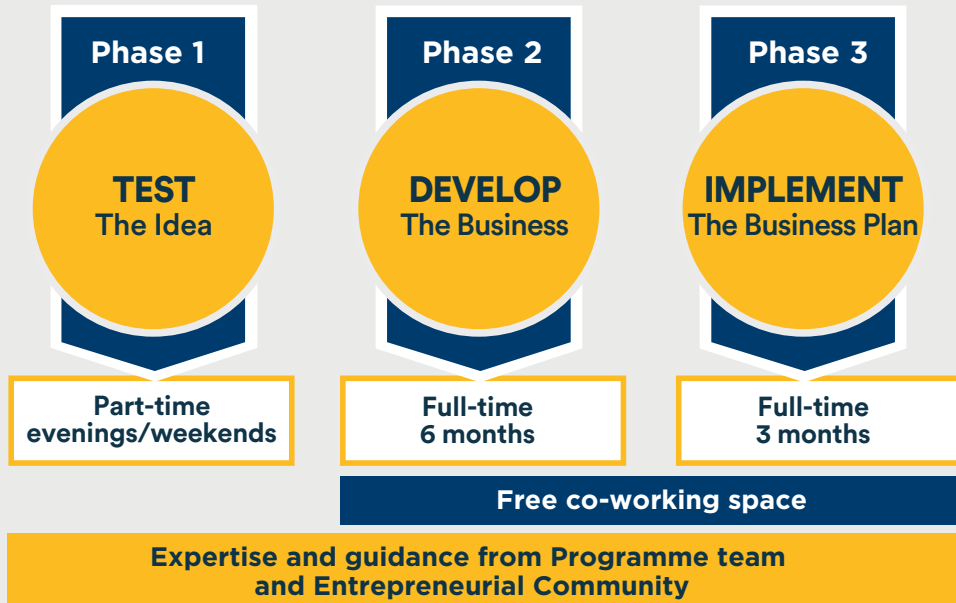 Phase 1
TEST
The Idea
Part-time
evenings/weekends
Phase 2
DEVELOP
The Business
Full-time
6 months
Phase 3
IMPLEMENT
The Business Plan
Full-time
3 months
Free co-working space
Expertise and guidance from Programme team
and Entrepreneurial Community